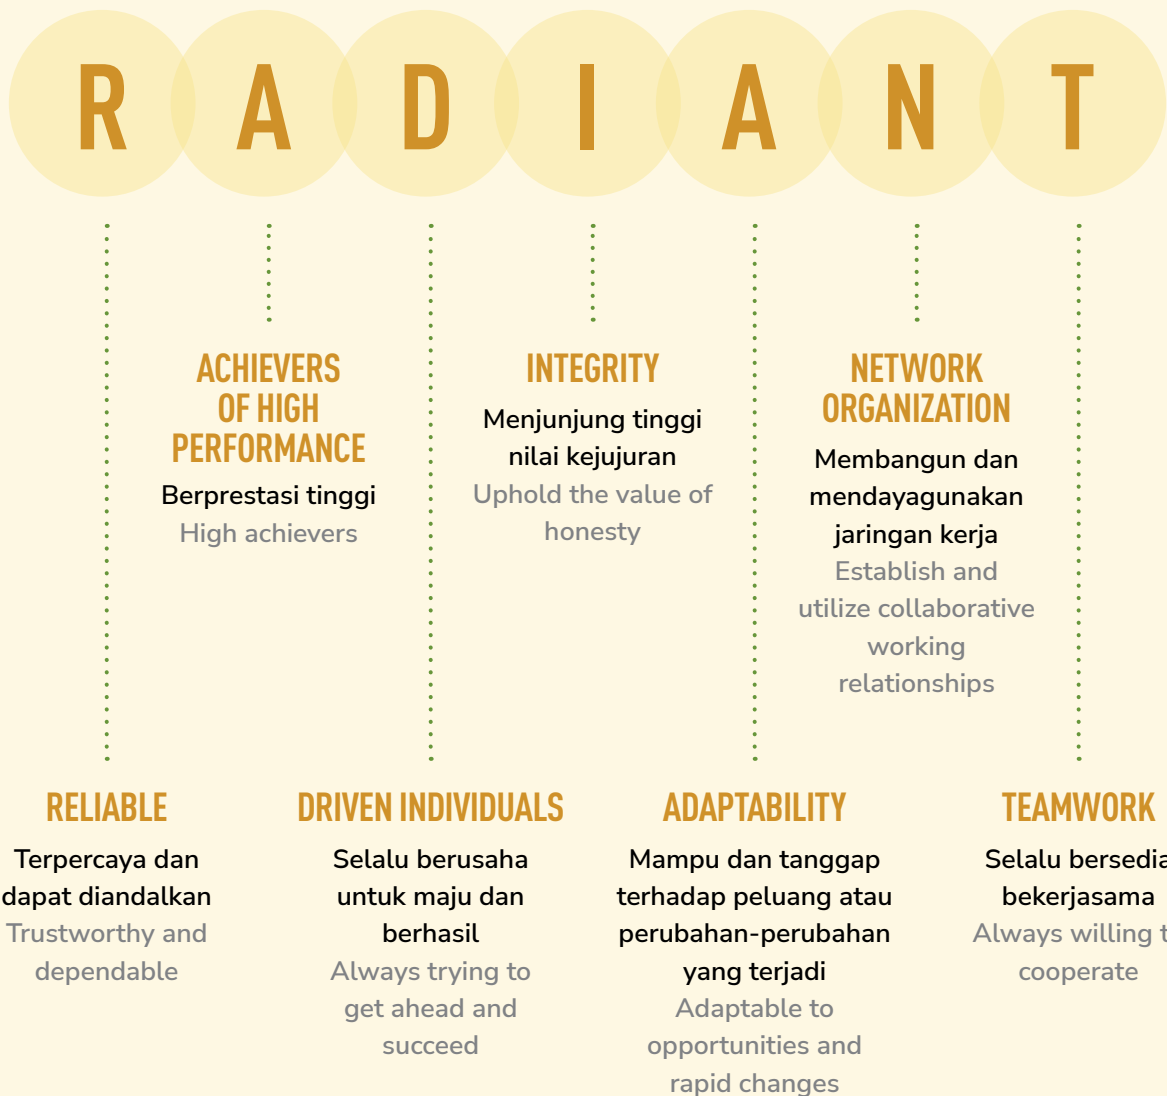 R A D I A N T
ACHIEVERS
OF HIGH
PERFORMANCE
Berprestasi tinggi
High achievers
INTEGRITY
Menjunjung tinggi
nilai kejujuran
Uphold the value of
honesty
NETWORK
ORGANIZATION
Membangun dan
mendayagunakan
jaringan kerja
Establish and
utilize collaborative
working
relationships
RELIABLE
Terpercaya dan
dapat diandalkan
Trustworthy and
dependable
DRIVEN INDIVIDUALS
Selalu berusaha
untuk maju dan
berhasil
Always trying to
get ahead and
succeed
ADAPTABILITY
Mampu dan tanggap
terhadap peluang atau
perubahan-perubahan
yang terjadi
Adaptable to
opportunities and
rapid changes
TEAMWORK
Selalu bersedia
bekerjasama
Always willing t
cooperate